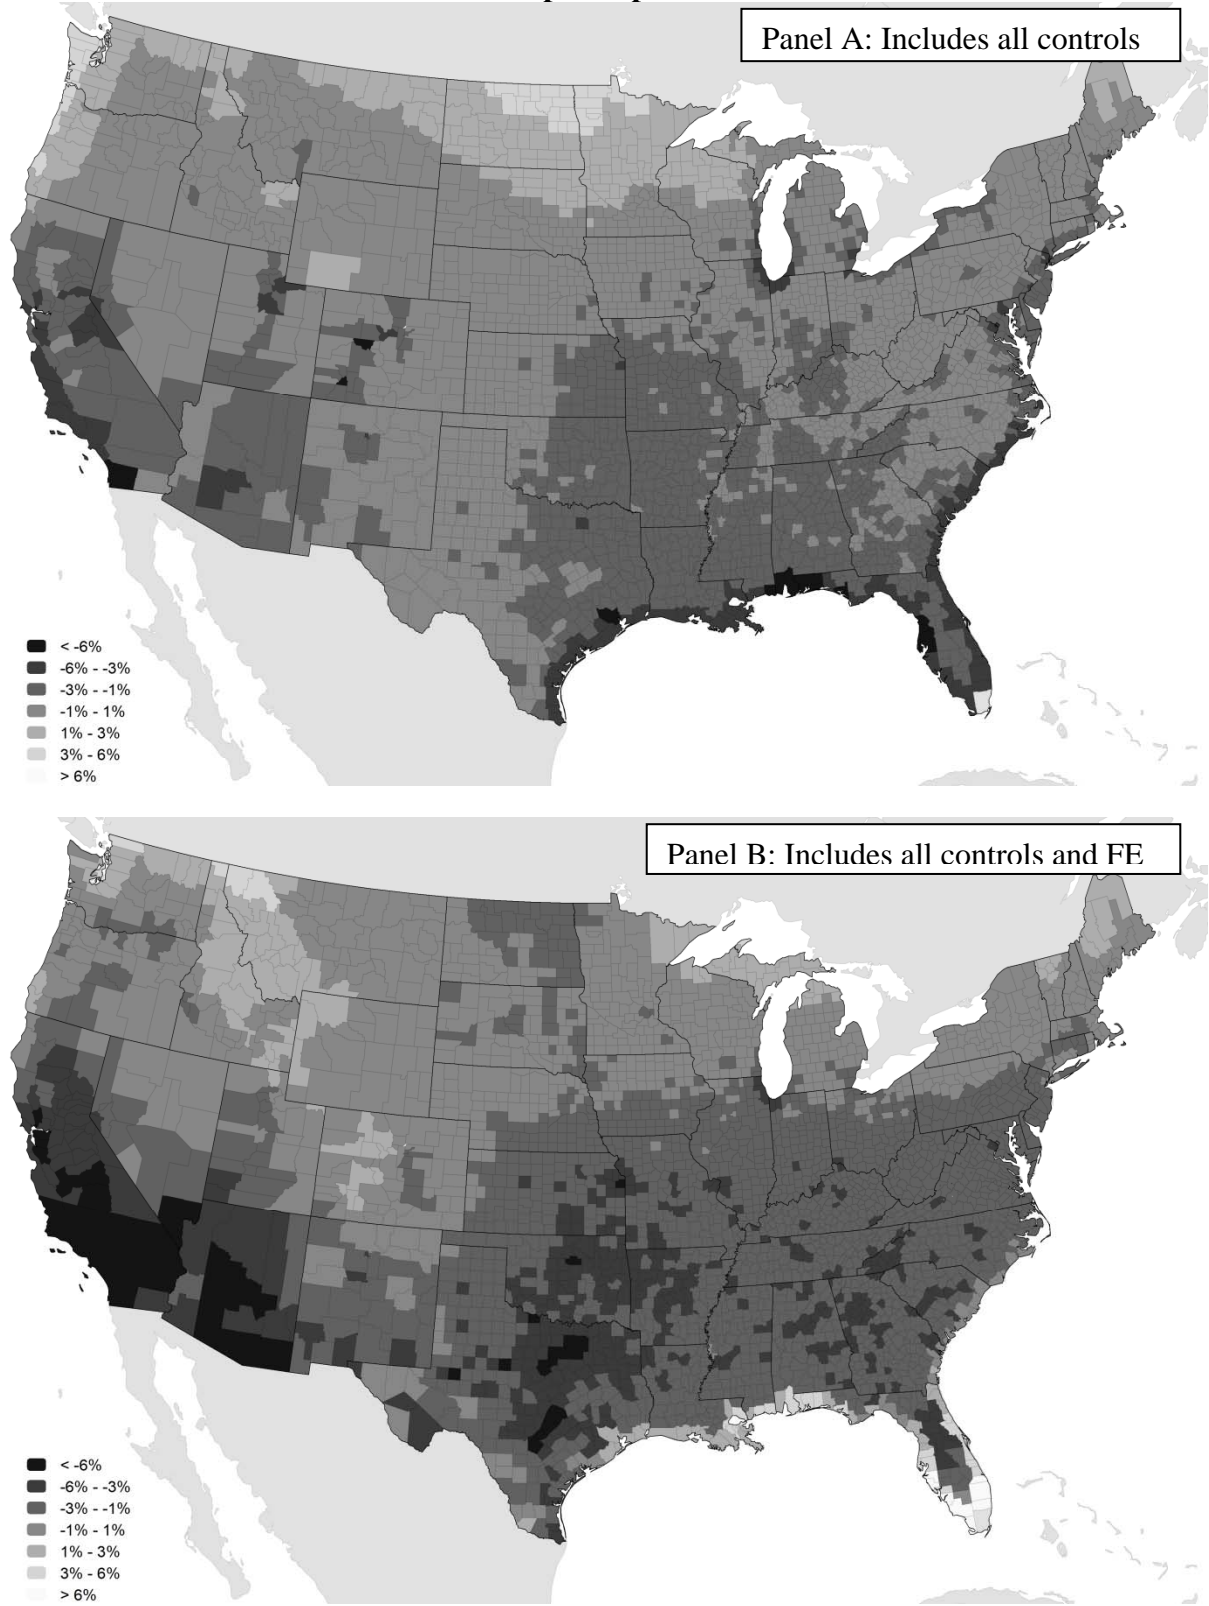 Panel A: Includes all controls
< -6%
-6% - -3%
-3% - -1%
-1% - 1%
1% - 3%
3% - 6%
> 6%
Panel B: Includes all controls and FE
< -6%
-6% - -3%
-3% - -1%
-1% - 1%
1% - 3%
3% - 6%
> 6%